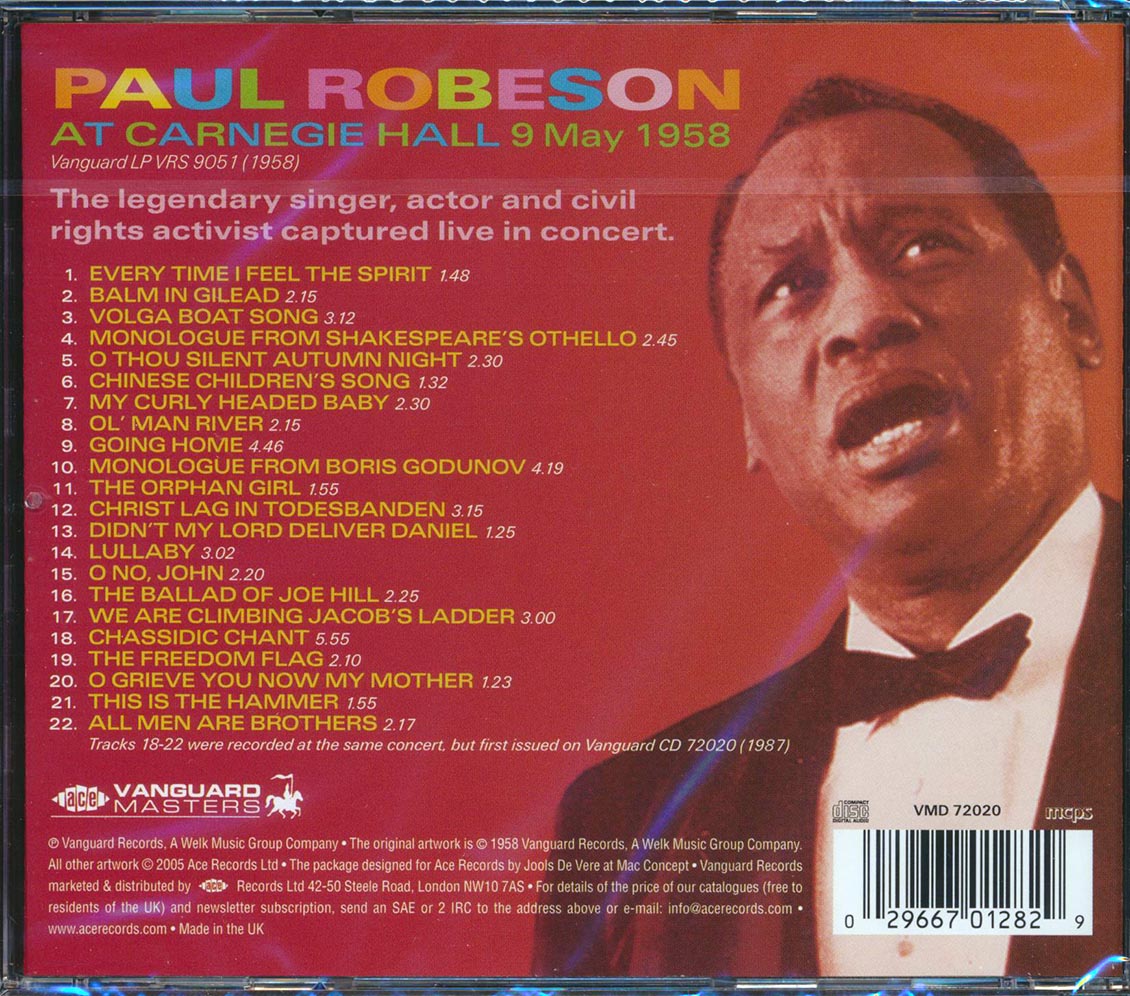 PAUL ROBESON
AT CARNEGIE HALL 9 May 1958
Vanguard LP VRS 9051 (1958)
The legendary singer, actor and civil
rights activist captured live in concert.
1. EVERY TIME I FEEL THE SPIRIT 1.48
2. BALM IN GILEAD 2.15
3. VOLGA BOAT SONG 3.12
4. MONOLOGUE FROM SHAKESPEARE'S OTHELLO 2.45
5. O THOU SILENT AUTUMN NIGHT 2.30
6. CHINESE CHILDREN'S SONG 1.32
7. MY CURLY HEADED BABY 2.30
8. OL' MAN RIVER 2.15
9. GOING HOME 4.46
10. MONOLOGUE FROM BORIS GODUNOV 4.19
11. THE ORPHAN GIRL 1.55
12. CHRIST LAG IN TODESBANDEN 3.15
13. DIDN'T MY LORD DELIVER DANIEL 1.25
14. LULLABY 3.02
15. O NO, JOHN 2.20
16. THE BALLAD OF JOE HILL 2.25
17. WE ARE CLIMBING JACOB'S LADDER 3.00
18. CHASSIDIC CHANT 5.55
19. THE FREEDOM FLAG 2.10
20. O GRIEVE YOU NOW MY MOTHER 1.23
21. THIS IS THE HAMMER 1.55
22. ALL MEN ARE BROTHERS 2.17
Tracks 18-22 were recorded at the same concert, but first issued on Vanguard CD 72020 (1987)
ace VANGUARD
MASTERS
COMPACT
disc
DIGITAL AUDIO
VMD 72020
mcps
℗ Vanguard Records, A Welk Music Group Company • The original artwork is © 1958 Vanguard Records, A Welk Music Group Company.
All other artwork © 2005 Ace Records Ltd • The package designed for Ace Records by Jools De Vere at Mac Concept • Vanguard Records
marketed & distributed by ace Records Ltd 42-50 Steele Road, London NW10 7AS • For details of the price of our catalogues (free to
residents of the UK) and newsletter subscription, send an SAE or 2 IRC to the address above or e-mail: info@acerecords.com •
www.acerecords.com • Made in the UK
0 29667 01282 9